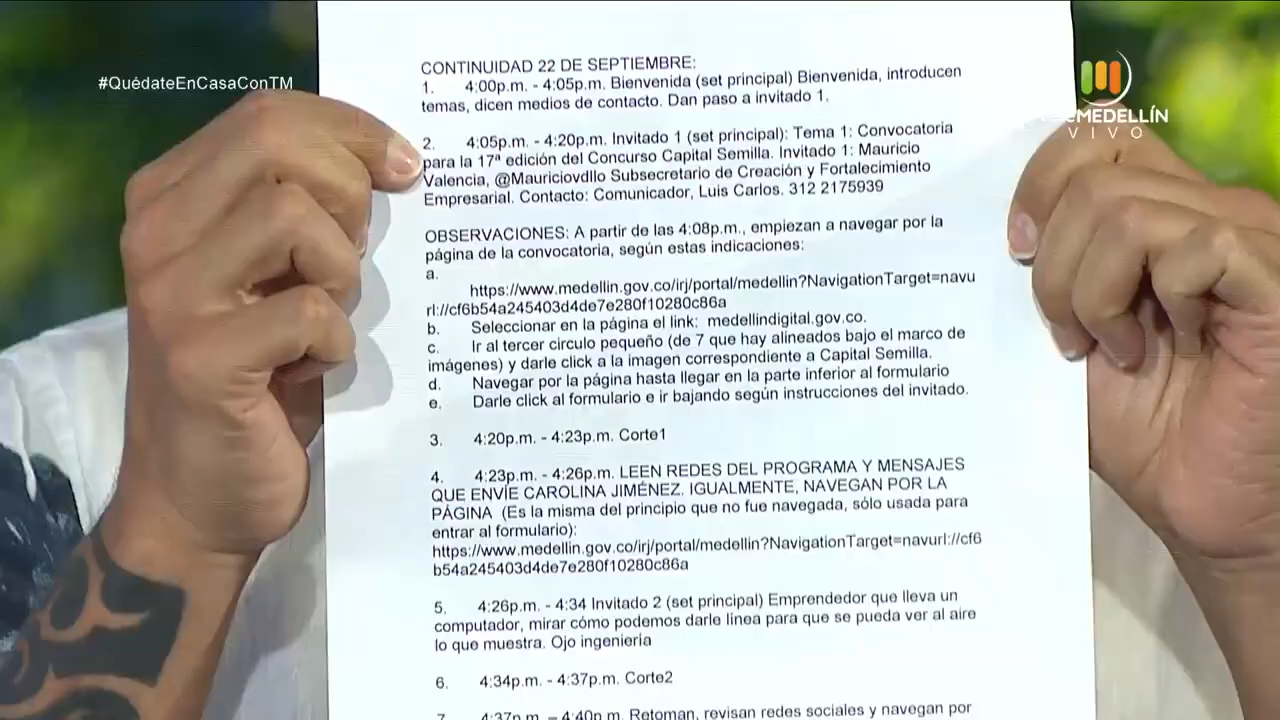 #QuédateEnCasaConTM
MEDELLÍN
VIVO
CONTINUIDAD 22 DE SEPTIEMBRE:
1. 4:00p.m. - 4:05p.m. Bienvenida (set principal) Bienvenida, introducen
temas, dicen medios de contacto. Dan paso a invitado 1.
2. 4:05p.m. - 4:20p.m. Invitado 1 (set principal): Tema 1: Convocatoria
para la 17ª edición del Concurso Capital Semilla. Invitado 1: Mauricio
Valencia, @Mauriciovdllo Subsecretario de Creación y Fortalecimiento
Empresarial. Contacto: Comunicador, Luis Carlos. 312 2175939
OBSERVACIONES: A partir de las 4:08p.m., empiezan a navegar por la
página de la convocatoria, según estas indicaciones:
a.
https://www.medellin.gov.co/irj/portal/medellin?NavigationTarget=navu
rl://cf6b54a245403d4de7e280f10280c86a
b. Seleccionar en la página el link: medellindigital.gov.co.
c. Ir al tercer circulo pequeño (de 7 que hay alineados bajo el marco de
imágenes) y darle click a la imagen correspondiente a Capital Semilla.
d. Navegar por la página hasta llegar en la parte inferior al formulario
e. Darle click al formulario e ir bajando según instrucciones del invitado.
3. 4:20p.m. - 4:23p.m. Corte1
4. 4:23p.m. - 4:26p.m. LEEN REDES DEL PROGRAMA Y MENSAJES
QUE ENVÍE CAROLINA JIMÉNEZ. IGUALMENTE, NAVEGAN POR LA
PÁGINA (Es la misma del principio que no fue navegada, sólo usada para
entrar al formulario):
https://www.medellin.gov.co/irj/portal/medellin?NavigationTarget=navurl://cf6
b54a245403d4de7e280f10280c86a
5. 4:26p.m. - 4:34 Invitado 2 (set principal) Emprendedor que lleva un
computador, mirar cómo podemos darle línea para que se pueda ver al aire
lo que muestra. Ojo ingeniería
6. 4:34p.m. - 4:37p.m. Corte2
7. 4:37p.m. – 4:40p.m. Retoman, revisan redes sociales y navegan por